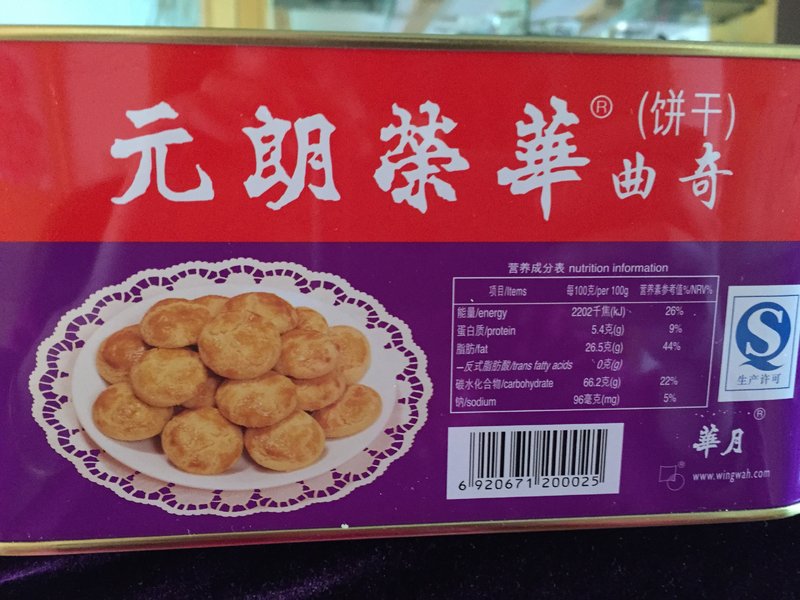 元朗榮華® (饼干)
曲奇
营养成分表 nutrition information
项目/Items 每100克/per 100g 营养素参考值%/NRV%
能量/energy 2202千焦(kJ) 26%
蛋白质/protein 5.4克(g) 9%
脂肪/fat 26.5克(g) 44%
—反式脂肪酸/trans fatty acids 0克(g)
碳水化合物/carbohydrate 66.2克(g) 22%
钠/sodium 96毫克(mg) 5%
S
生产许可
6 920671 200025
華月®
www.wingwah.com